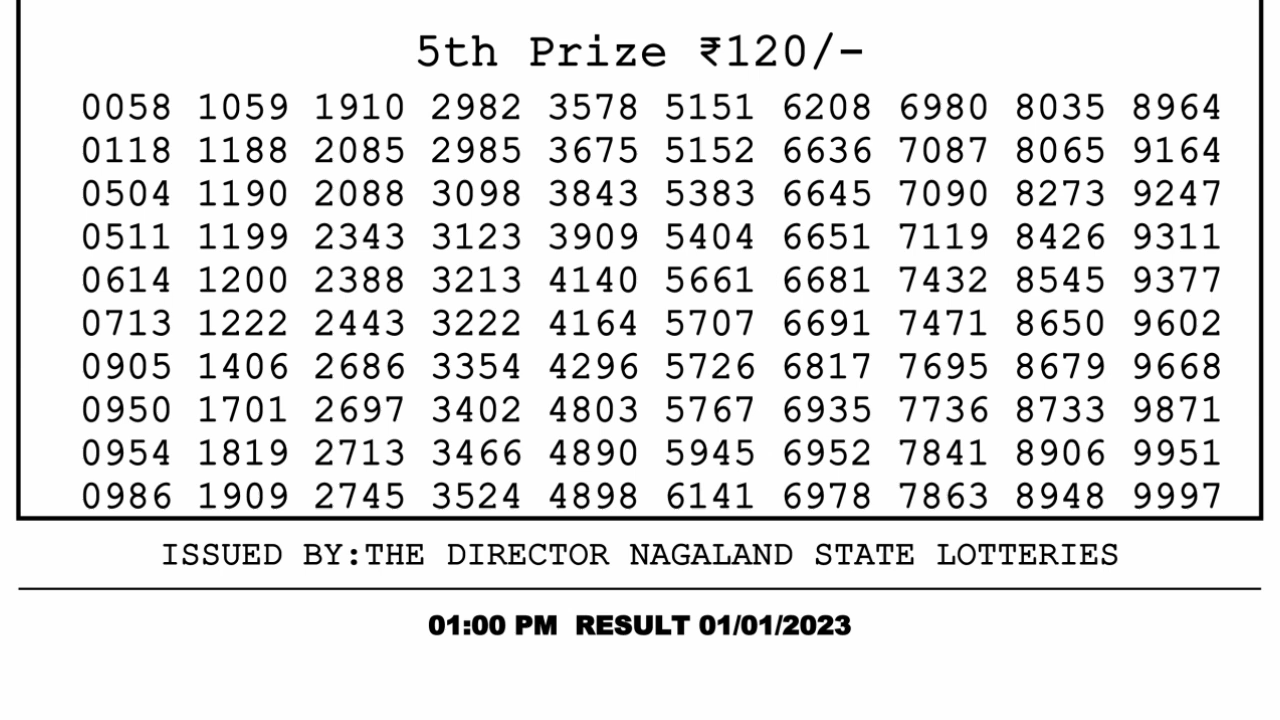 5th Prize ₹120/-
0058 1059 1910 2982 3578 5151 6208 6980 8035 8964
0118 1188 2085 2985 3675 5152 6636 7087 8065 9164
0504 1190 2088 3098 3843 5383 6645 7090 8273 9247
0511 1199 2343 3123 3909 5404 6651 7119 8426 9311
0614 1200 2388 3213 4140 5661 6681 7432 8545 9377
0713 1222 2443 3222 4164 5707 6691 7471 8650 9602
0905 1406 2686 3354 4296 5726 6817 7695 8679 9668
0950 1701 2697 3402 4803 5767 6935 7736 8733 9871
0954 1819 2713 3466 4890 5945 6952 7841 8906 9951
0986 1909 2745 3524 4898 6141 6978 7863 8948 9997
ISSUED BY:THE DIRECTOR NAGALAND STATE LOTTERIES
01:00 PM RESULT 01/01/2023